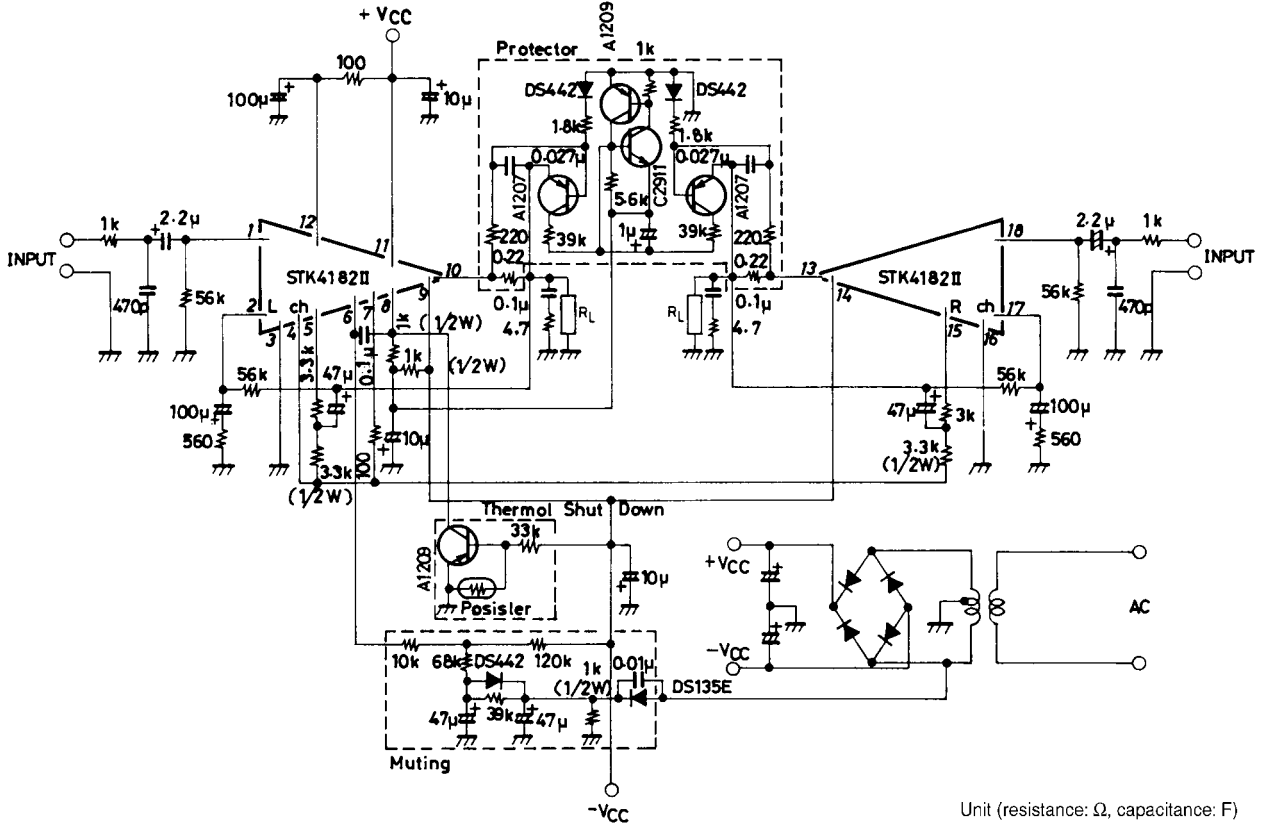 + VCC
A1209
Protector
1k
100
100μ
10μ
DS442
DS442
1.8k
1.8k
0.027μ
0.027μ
A1207
C2911
A1207
5.6k
39k
1μ
39k
220
220
0.22
0.22
1k
2.2μ
1
12
11
10
INPUT
STK4182II
470p
56k
2
L
ch
3
4
5
6
7
8
9
0.1μ
4.7
RL
RL
0.1μ
4.7
13
14
STK4182II
18
R
ch
15
16
17
2.2μ
1k
INPUT
56k
470p
3.3k
47μ
0.1μ
1k
(1/2W)
1k
(1/2W)
56k
100μ
560
10μ
100
3.3k
(1/2W)
56k
47μ
3k
3.3k
(1/2W)
100μ
560
Thermol Shut Down
33k
A1209
Posisler
10μ
+VCC
-VCC
AC
10k
68k
DS442
120k
1k
(1/2W)
0.01μ
DS135E
47μ
39k
47μ
Muting
-VCC
Unit (resistance: Ω, capacitance: F)